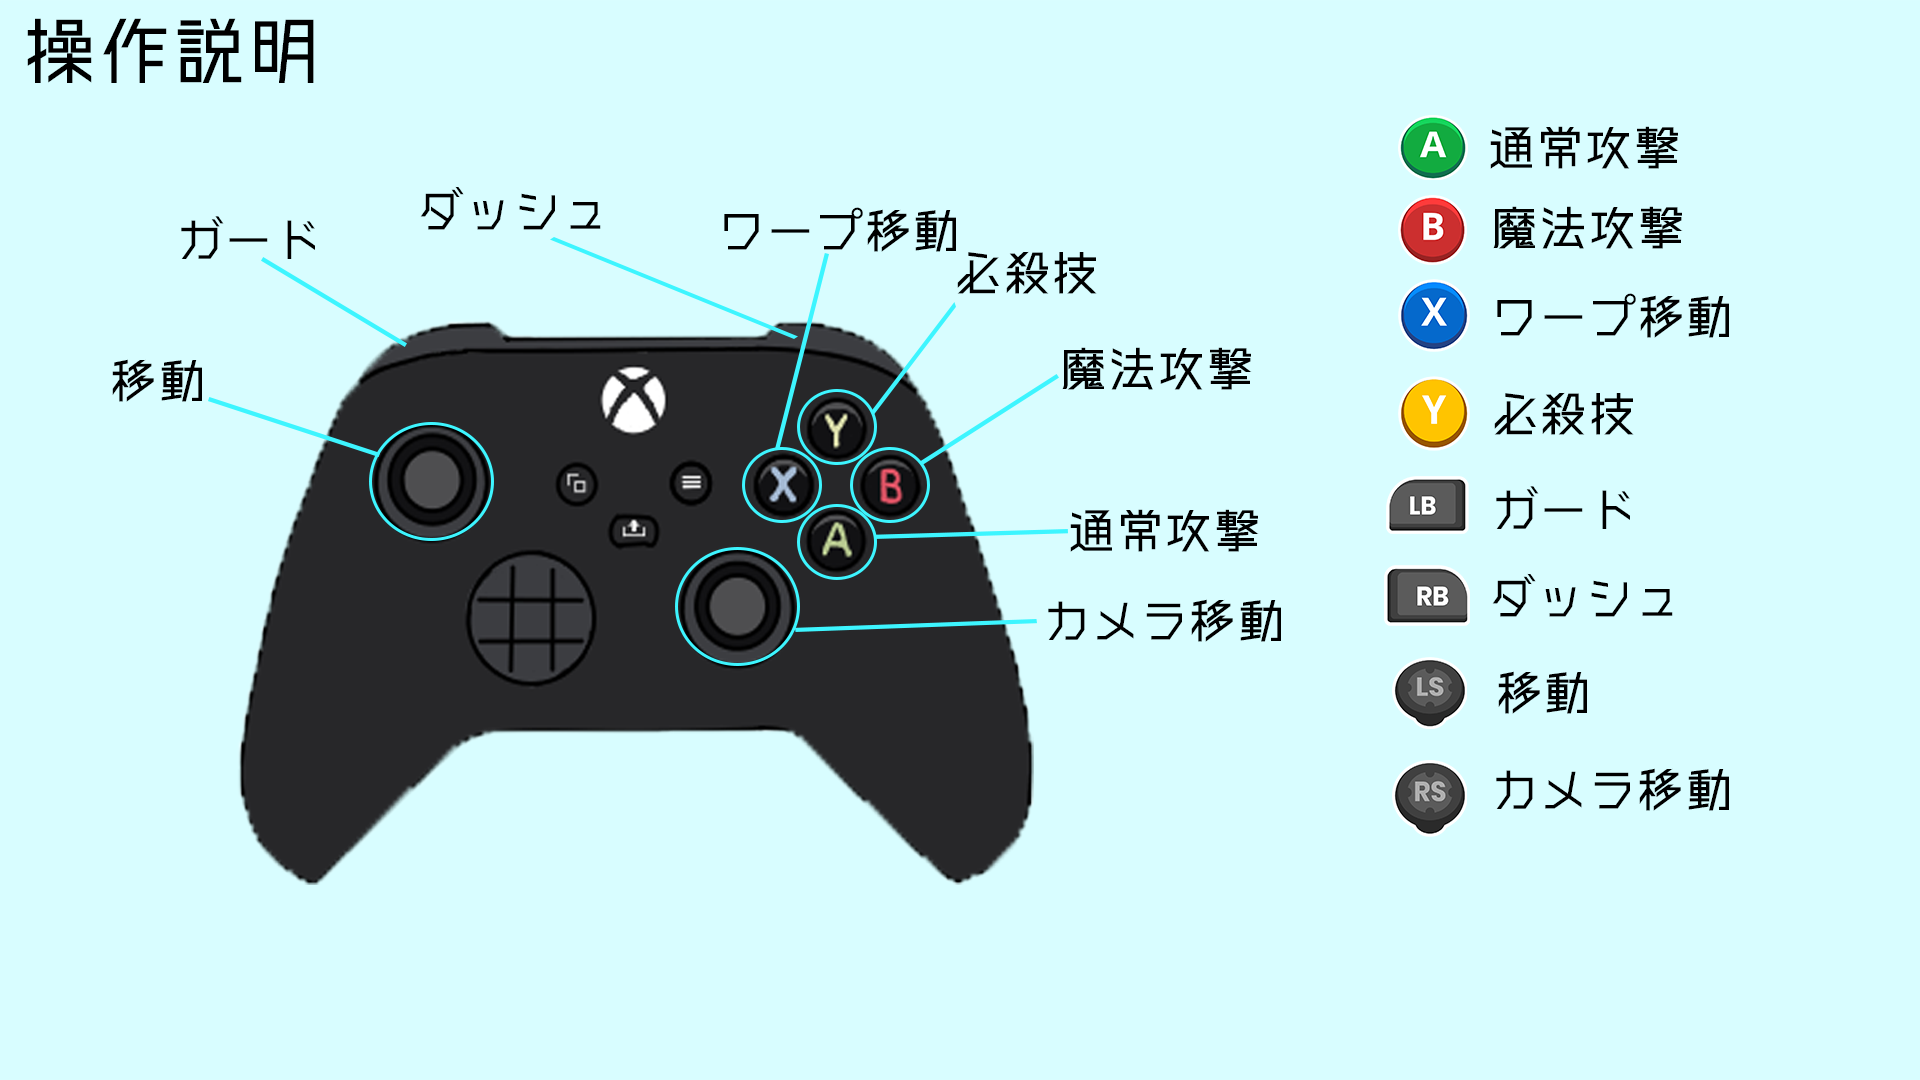 操作説明
ガード
ダッシュ
ワープ移動
必殺技
移動
魔法攻撃
通常攻撃
カメラ移動
Y
X
B
A
A 通常攻撃
B 魔法攻撃
X ワープ移動
Y 必殺技
LB ガード
RB ダッシュ
LS 移動
RS カメラ移動